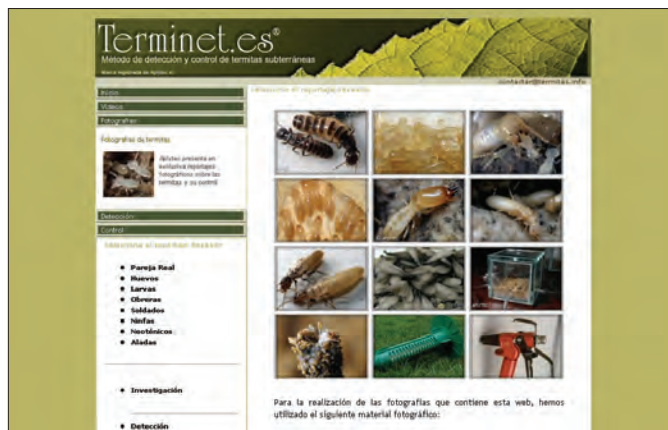 Terminet.es®
Método de detección y control de termitas subterráneas
contactar@termitas.info
Inicio
Vídeos
Fotografías
Fotografías de termitas
presenta en
exclusiva reportajes
fotográficos sobre las
termitas y su control
Detección
Control
Pareja Real
Huevos
Larvas
Obreras
Soldados
Ninfas
Neoténicos
Aladas
Investigación
Detección
Para la realización de las fotografías que contiene esta web, hemos
utilizado el siguiente material fotográfico: